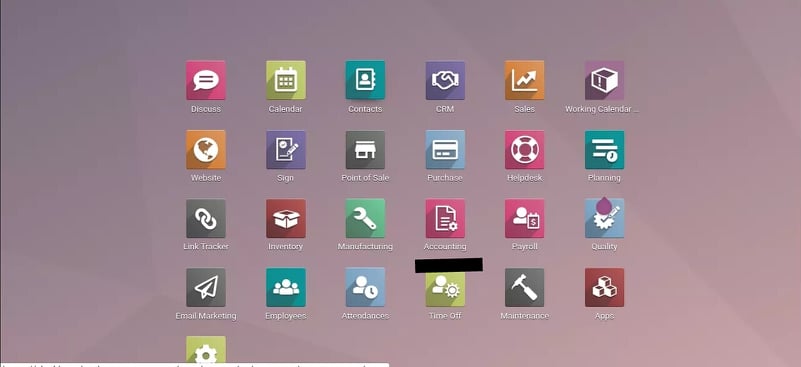 Discuss
Calendar
Contacts
CRM
Sales
Working Calendar ...
Website
Sign
Point of Sale
Purchase
Helpdesk
Planning
Link Tracker
Inventory
Manufacturing
Accounting
Payroll
Quality
Email Marketing
Employees
Attendances
Time Off
Maintenance
Apps